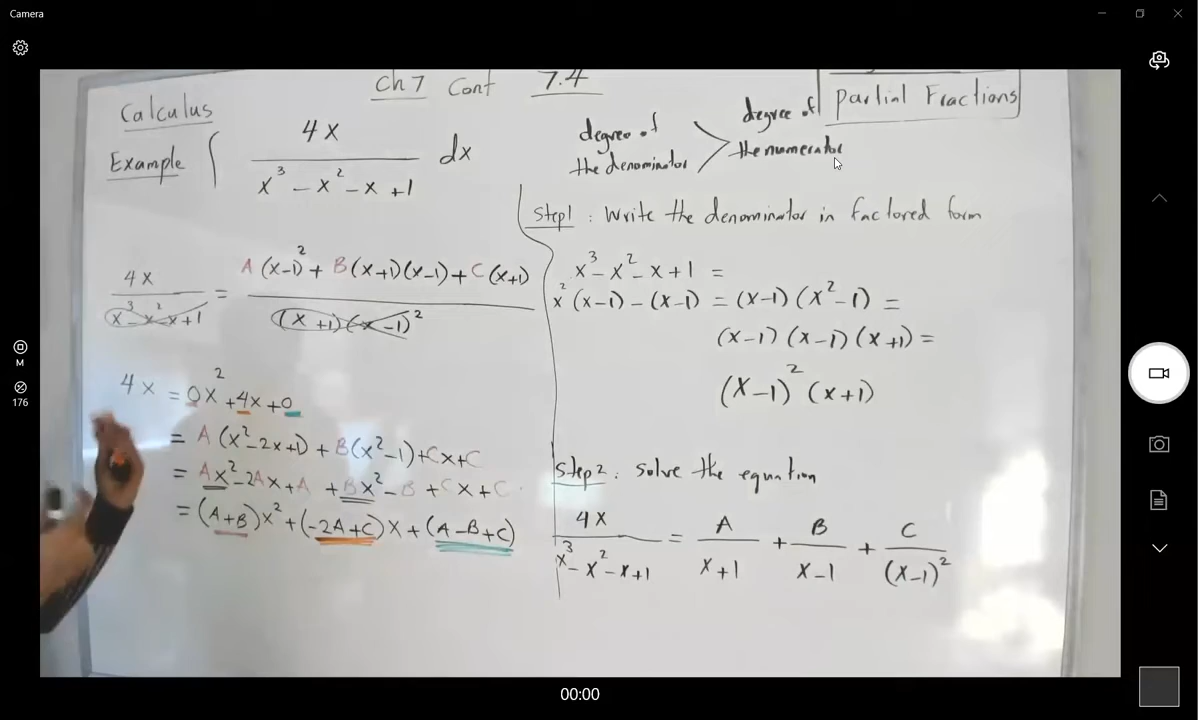 Camera
Ch 7 Cont 7.4
Partial Fractions
Calculus
Example ∫ 4x / (x³ - x² - x + 1) dx
degree of the denominator > degree of the numerator
Step1 : Write the denominator in factored form
x³ - x² - x + 1 =
x²(x-1) - (x-1) = (x-1)(x²-1) =
(x-1)(x-1)(x+1) =
(x-1)²(x+1)
4x / (x³ - x² - x + 1) = (A(x-1)² + B(x+1)(x-1) + C(x+1)) / ((x+1)(x-1)²)
4x = 0x² + 4x + 0
= A(x²-2x+1) + B(x²-1) + Cx + C
= Ax² - 2Ax + A + Bx² - B + Cx + C
= (A+B)x² + (-2A+C)x + (A-B+C)
Step2 : Solve the equation
4x / (x³ - x² - x + 1) = A / (x+1) + B / (x-1) + C / (x-1)²
M
176
00:00